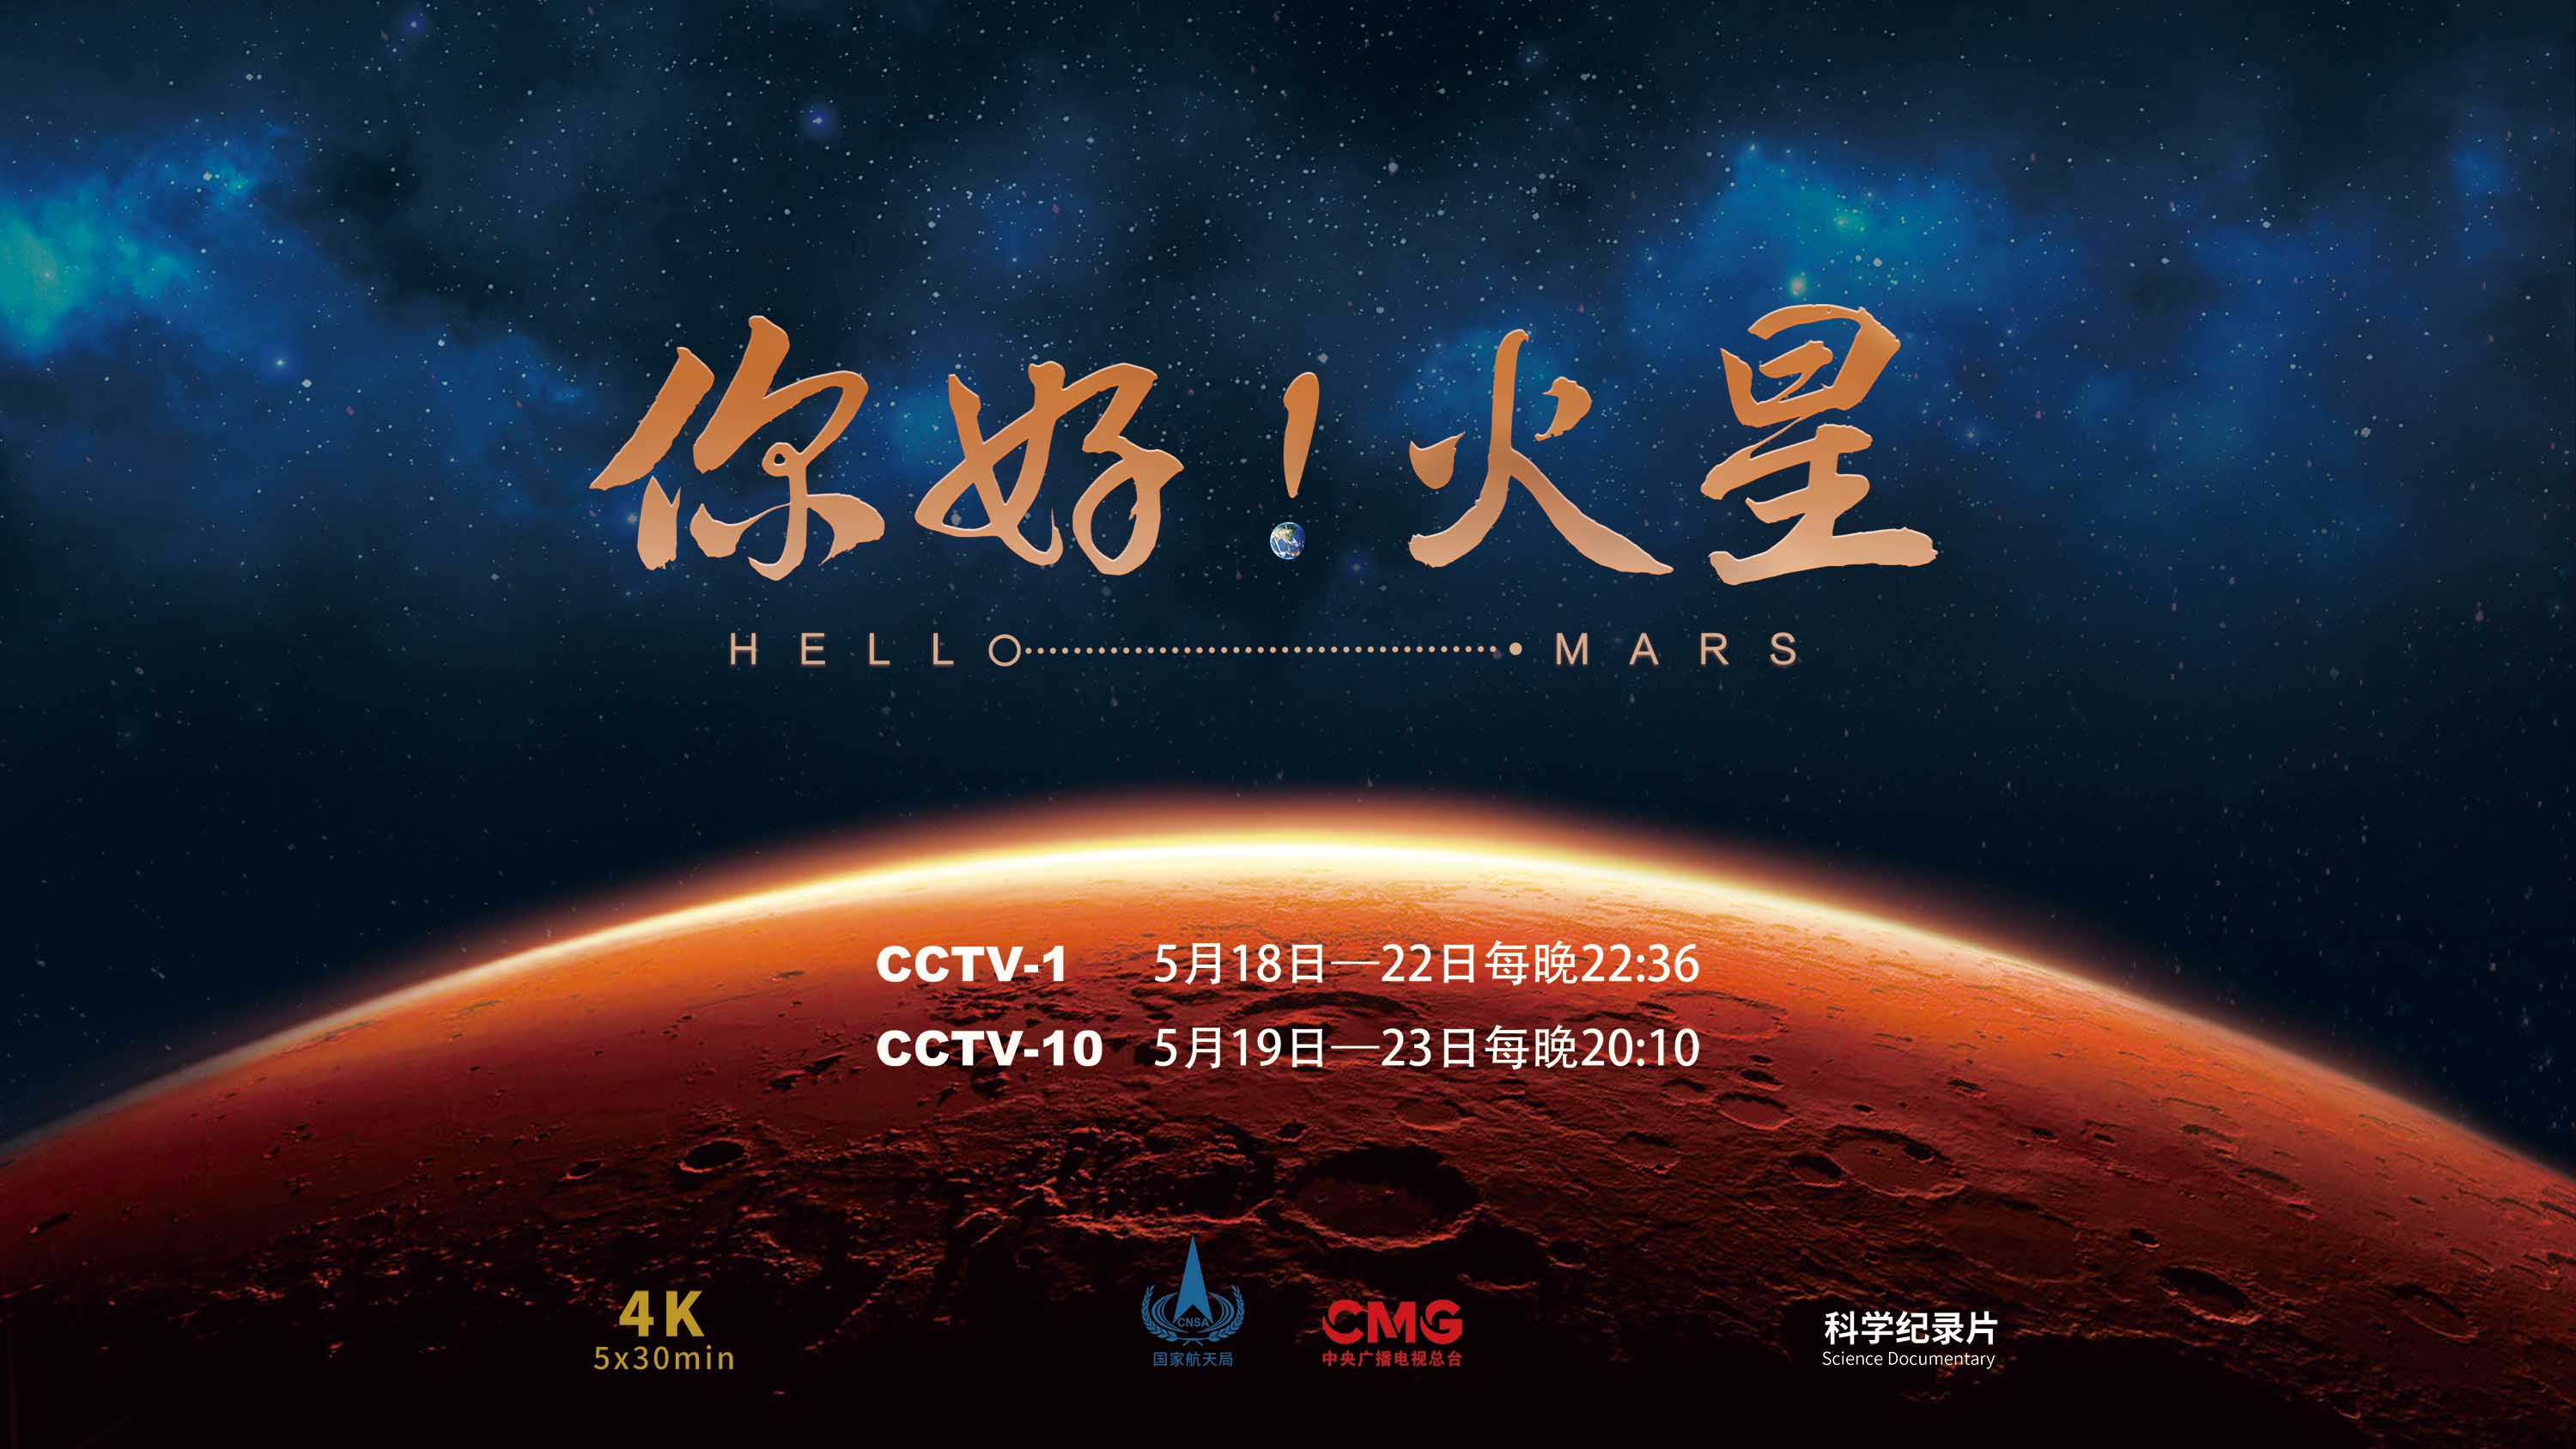 你好！火星
HELLO MARS
CCTV-1 5月18日—22日每晚22:36
CCTV-10 5月19日—23日每晚20:10
4K
5x30min
CNSA
国家航天局
CMG
中央广播电视总台
科学纪录片
Science Documentary